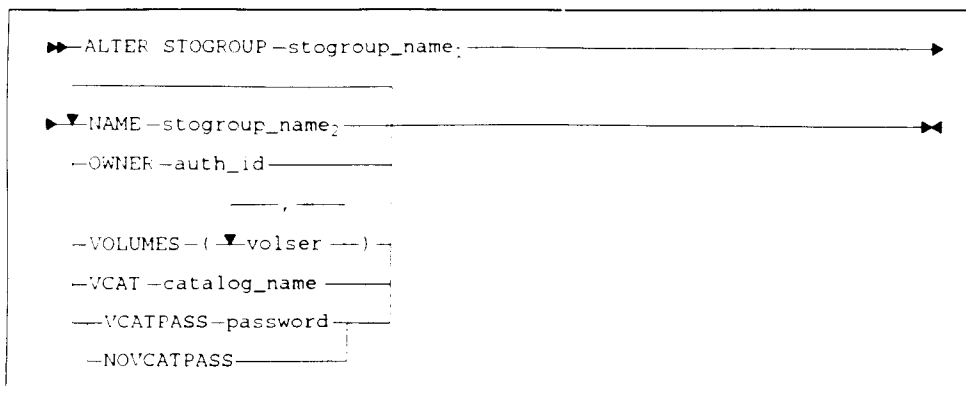 ALTER STOGROUP stogroup_name₁
NAME stogroup_name₂
OWNER auth_id
,
VOLUMES ( volser )
VCAT catalog_name
VCATPASS password
NOVCATPASS